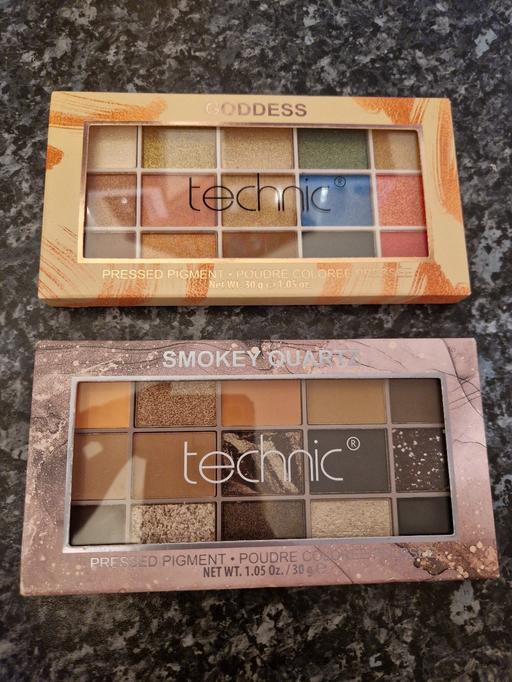 GODDESS
technic®
PRESSED PIGMENT • POUDRE COLOREE PRESSEE
Net Wt. 30 g e 1.05 oz.
SMOKEY QUARTZ
technic®
PRESSED PIGMENT • POUDRE COLOREE
NET WT. 1.05 Oz. / 30 g e